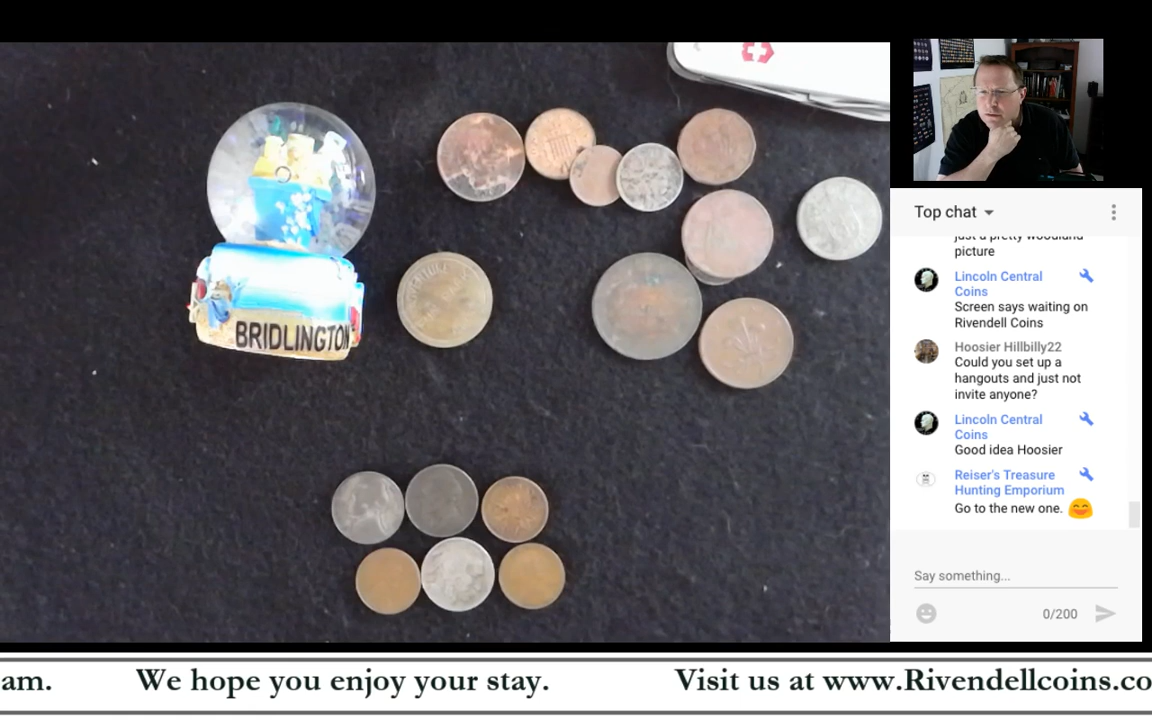 BRIDLINGTON
Top chat
just a pretty woodland
picture
Lincoln Central
Coins
Screen says waiting on
Rivendell Coins
Hoosier Hillbilly22
Could you set up a
hangouts and just not
invite anyone?
Lincoln Central
Coins
Good idea Hoosier
Reiser's Treasure
Hunting Emporium
Go to the new one.
Say something...
0/200
am. We hope you enjoy your stay. Visit us at www.Rivendellcoins.co